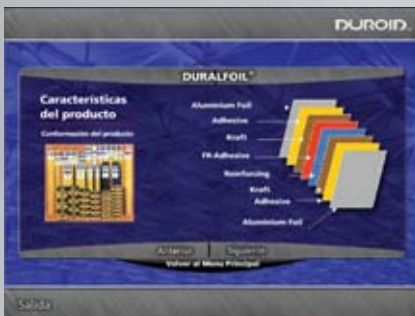 DUROID.
DURALFOIL®
Características
del producto
Conformación del producto
Aluminium Foil
Adhesive
Kraft
FR-Adhesive
Reinforcing
Kraft
Adhesive
Aluminium Foil
Anterior | Siguiente
Volver al Menu Principal
Salida